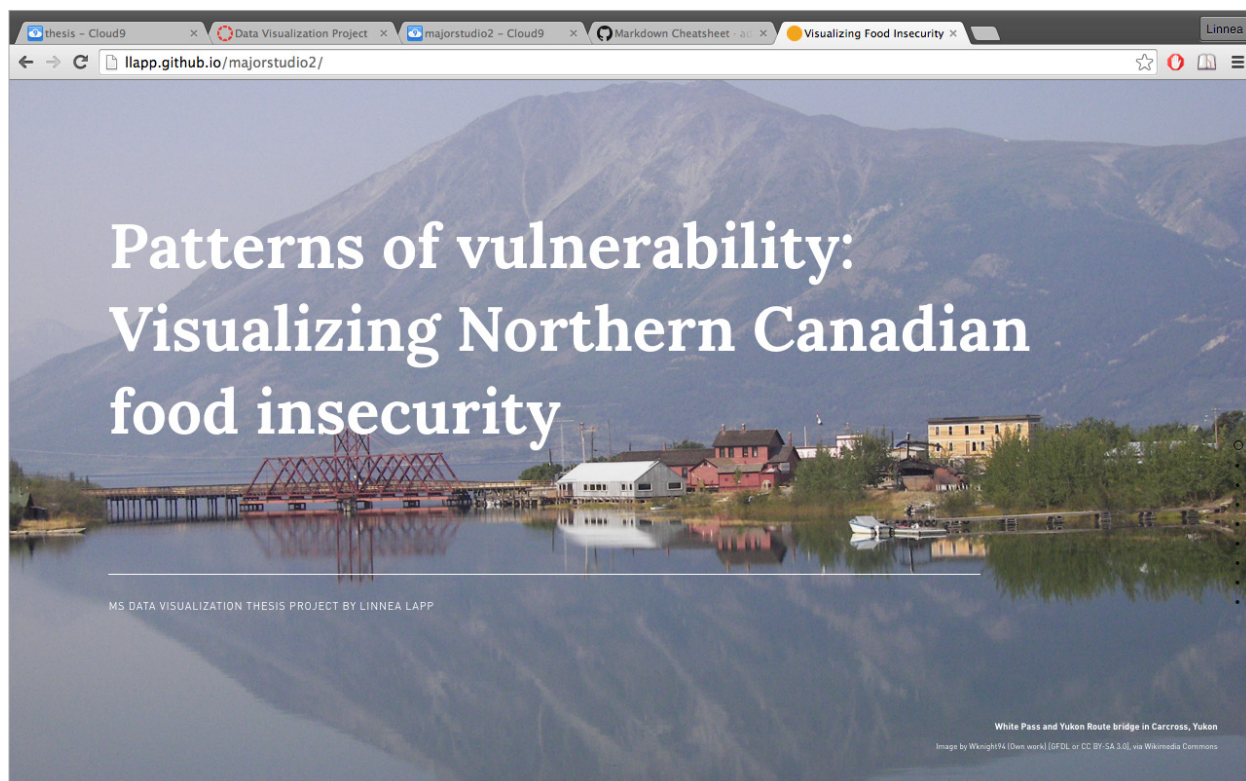 thesis – Cloud9
Data Visualization Project
majorstudio2 – Cloud9
Markdown Cheatsheet · ad
Visualizing Food Insecurity
Linnea
llapp.github.io/majorstudio2/
Patterns of vulnerability:
Visualizing Northern Canadian
food insecurity
MS DATA VISUALIZATION THESIS PROJECT BY LINNEA LAPP
White Pass and Yukon Route bridge in Carcross, Yukon
Image by Wknight94 (Own work) [GFDL or CC BY-SA 3.0], via Wikimedia Commons